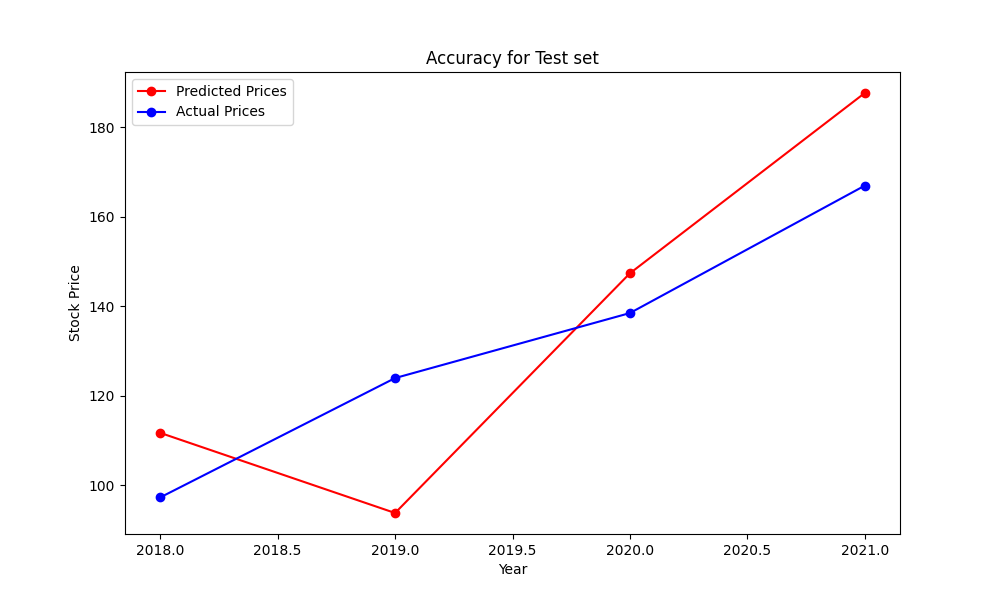 Accuracy for Test set
Predicted Prices
Actual Prices
180
160
140
120
100
Stock Price
2018.0 2018.5 2019.0 2019.5 2020.0 2020.5 2021.0
Year